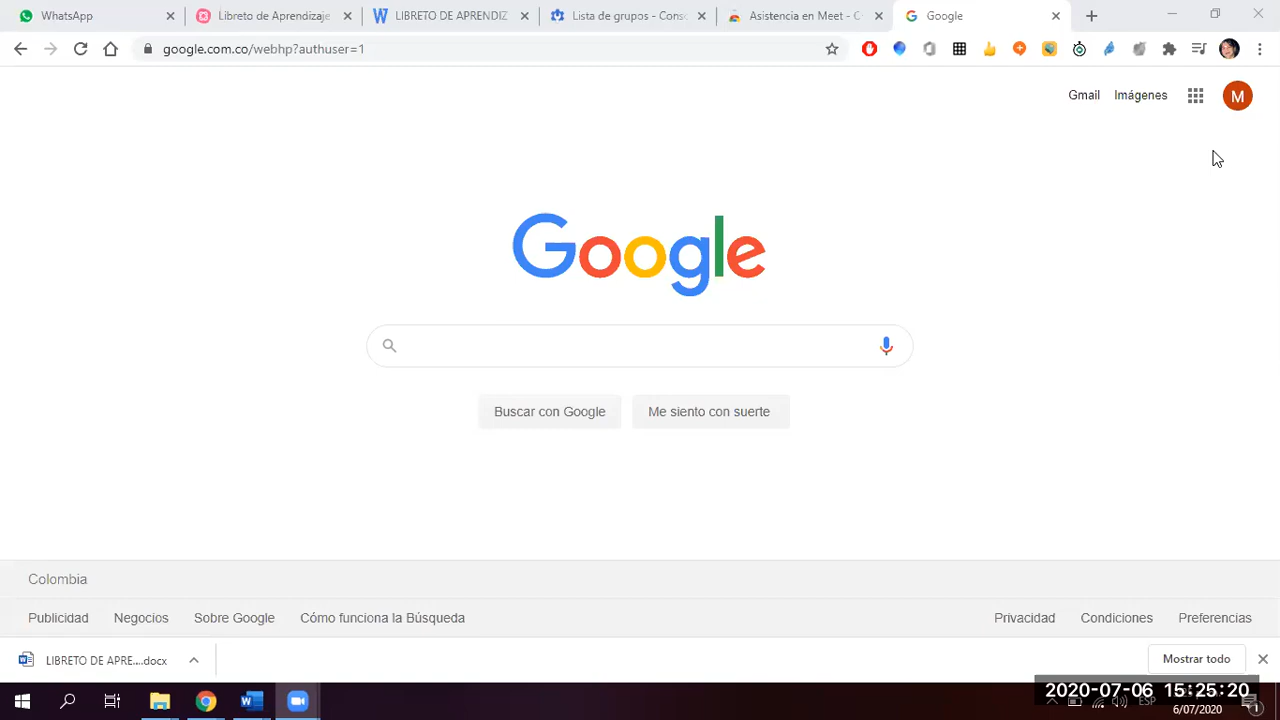 WhatsApp
Libreto de Aprendizaje
LIBRETO DE APRENDIZ
Lista de grupos - Conso
Asistencia en Meet - C
Google
google.com.co/webhp?authuser=1
Gmail
Imágenes
M
Google
Buscar con Google
Me siento con suerte
Colombia
Publicidad
Negocios
Sobre Google
Cómo funciona la Búsqueda
Privacidad
Condiciones
Preferencias
LIBRETO DE APRE....docx
Mostrar todo
2020-07-06 15:25:20
ESP
6/07/2020
1